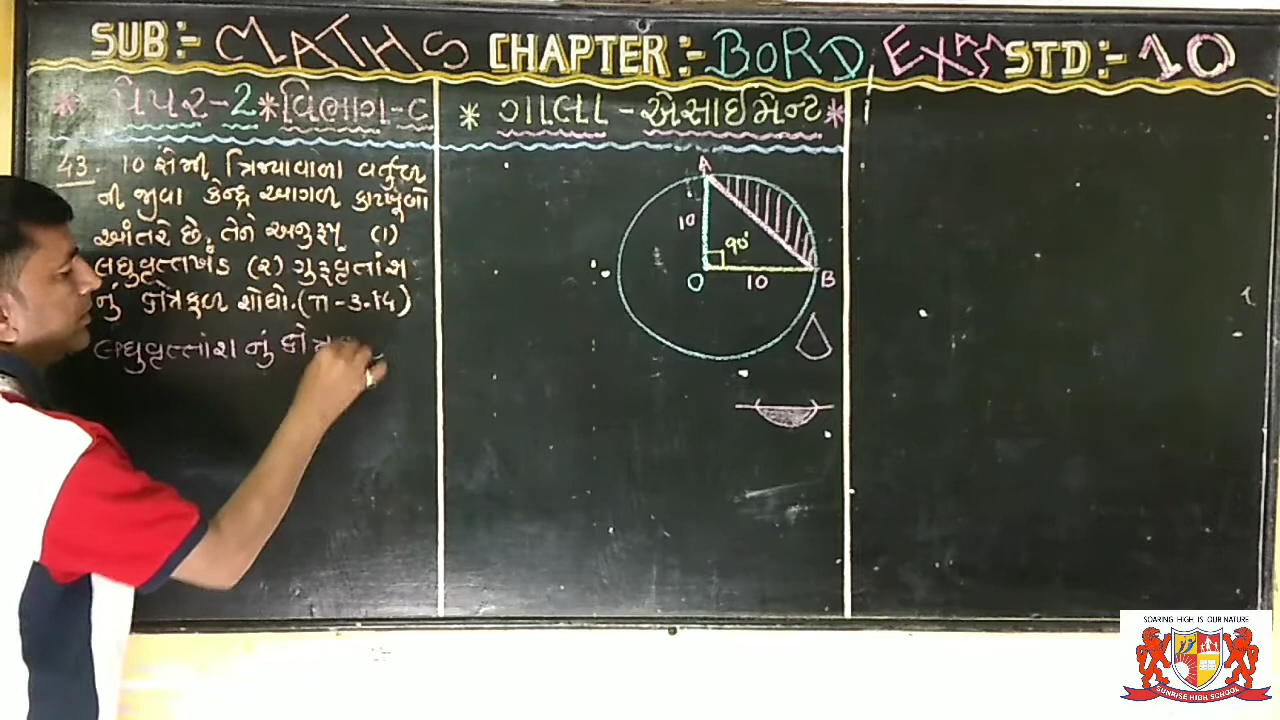 SUB:- MATHS CHAPTER:- BORD EXAM STD:- 10
* પેપર-2 * વિભાગ-C
43. 10 સેમી ત્રિજ્યાવાળા વર્તુળ
ની જીવા કેન્દ્ર આગળ કાટખૂણો
આંતરે છે, તેને અનુરૂપ (1)
લઘુવૃત્તખંડ (૨) ગુરૂવૃતાંશ
નું ક્ષેત્રફળ શોધો. (π-3.14)
લઘુવૃત્તાંશ નું ક્ષેત્ર
* ગાલા - એસાઈમેન્ટ *
A
10
90°
O
10
B
SOARING HIGH IS OUR NATURE
SUNRISE HIGH SCHOOL